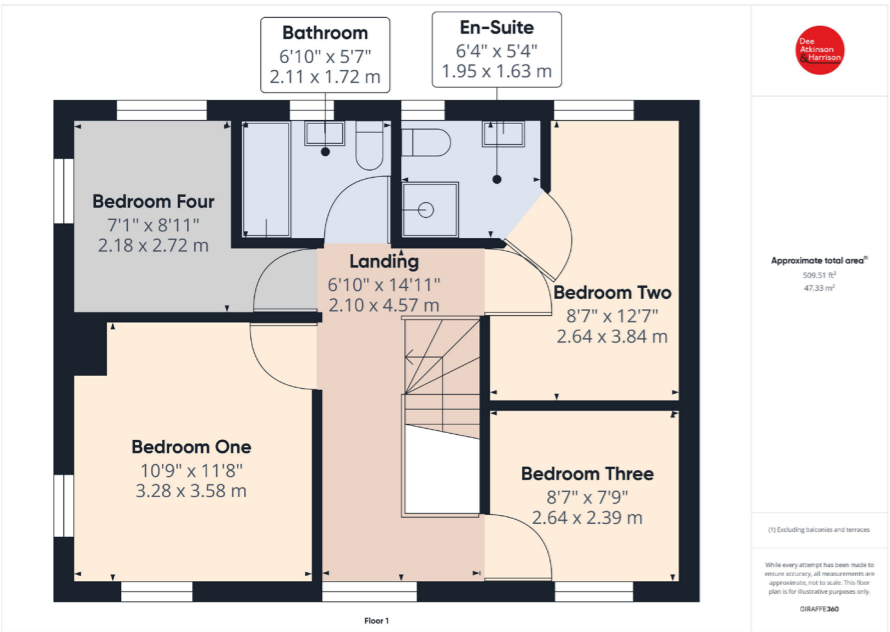 Bathroom
6'10" x 5'7"
2.11 x 1.72 m
En-Suite
6'4" x 5'4"
1.95 x 1.63 m
Bedroom Four
7'1" x 8'11"
2.18 x 2.72 m
Landing
6'10" x 14'11"
2.10 x 4.57 m
Bedroom Two
8'7" x 12'7"
2.64 x 3.84 m
Bedroom One
10'9" x 11'8"
3.28 x 3.58 m
Bedroom Three
8'7" x 7'9"
2.64 x 2.39 m
Floor 1
Dee
Atkinson
& Harrison
Approximate total area⁽¹⁾
509.51 ft²
47.33 m²
(1) Excluding balconies and terraces
While every attempt has been made to
ensure accuracy, all measurements are
approximate, not to scale. This floor
plan is for illustrative purposes only.
GIRAFFE360